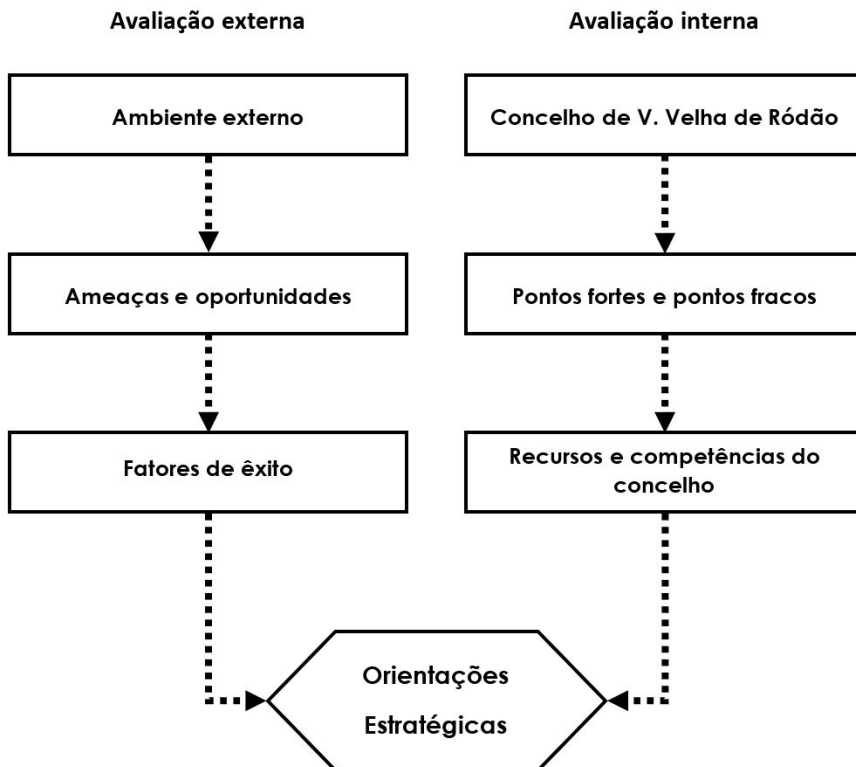 Avaliação externa
Avaliação interna
Ambiente externo
Concelho de V. Velha de Ródão
Ameaças e oportunidades
Pontos fortes e pontos fracos
Fatores de êxito
Recursos e competências do
concelho
Orientações
Estratégicas